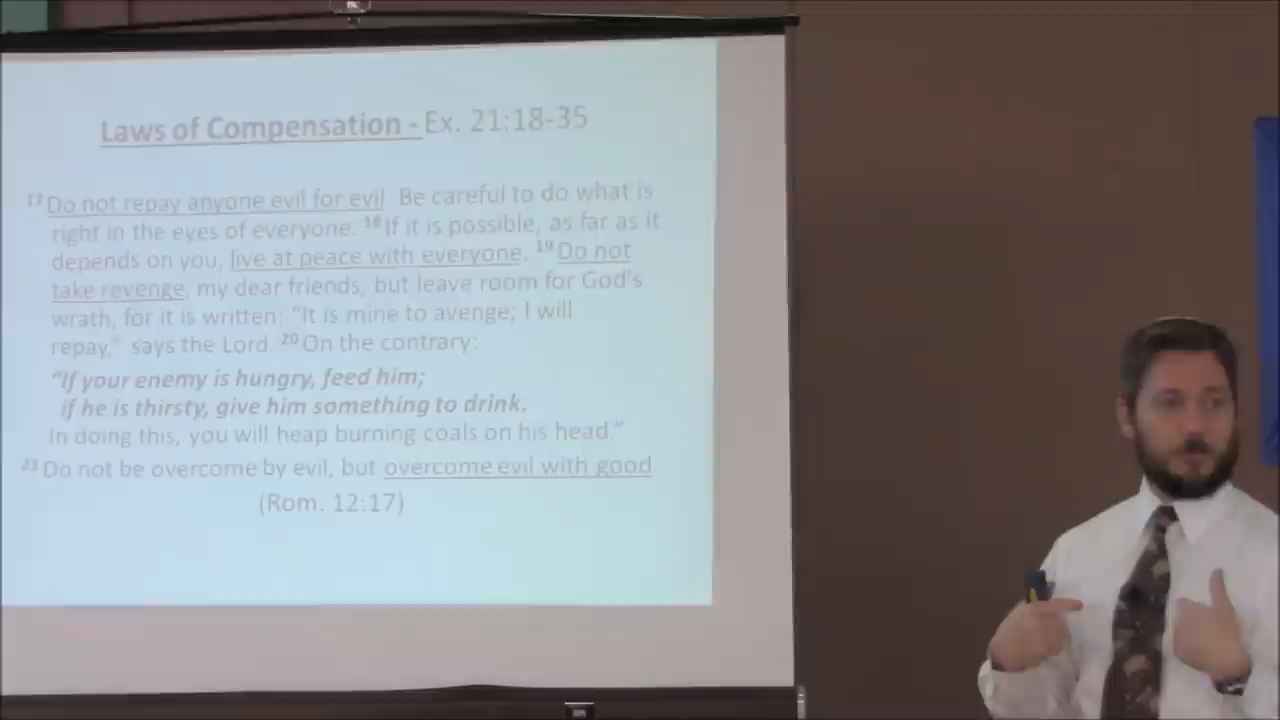 Laws of Compensation - Ex. 21:18-35
17 Do not repay anyone evil for evil Be careful to do what is
right in the eyes of everyone. 18 If it is possible, as far as it
depends on you, live at peace with everyone. 19 Do not
take revenge, my dear friends, but leave room for God's
wrath, for it is written: "It is mine to avenge; I will
repay," says the Lord. 20 On the contrary:
"If your enemy is hungry, feed him;
if he is thirsty, give him something to drink.
In doing this, you will heap burning coals on his head."
21 Do not be overcome by evil, but overcome evil with good
(Rom. 12:17)